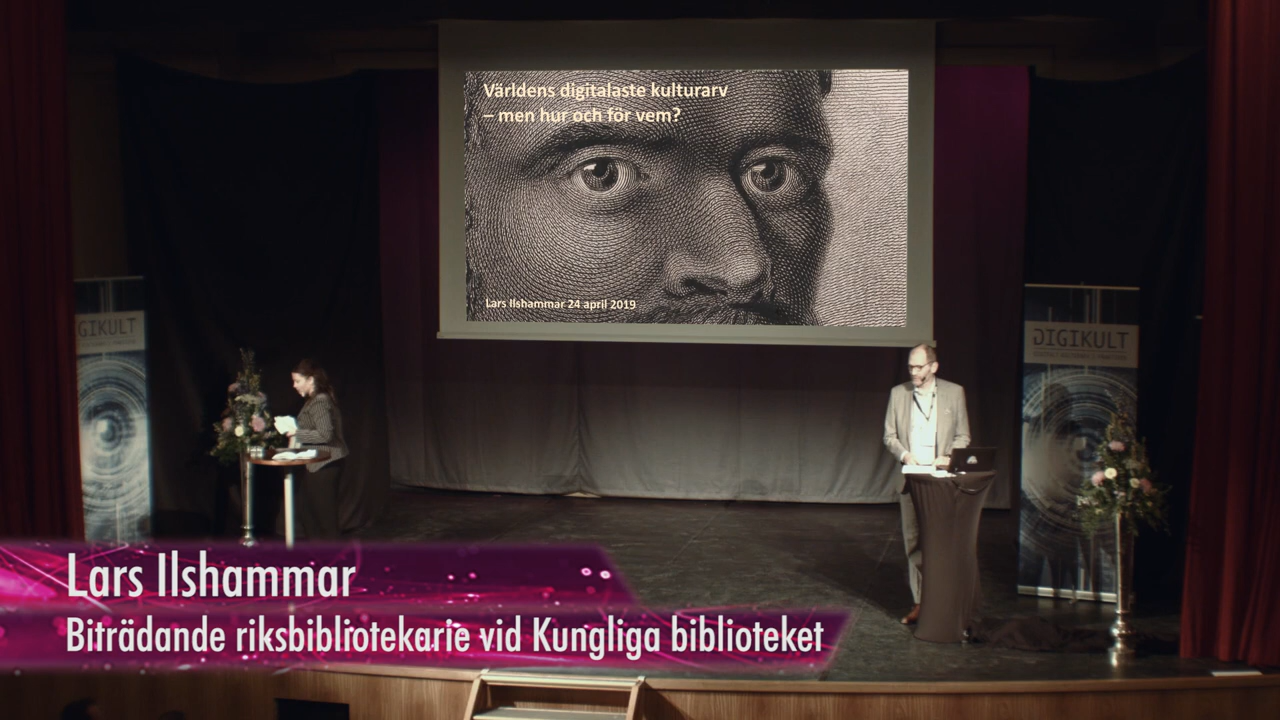 Världens digitalaste kulturarv
– men hur och för vem?
Lars Ilshammar 24 april 2019
GIKULT
DIGIKULT
Lars Ilshammar
Biträdande riksbibliotekarie vid Kungliga biblioteket